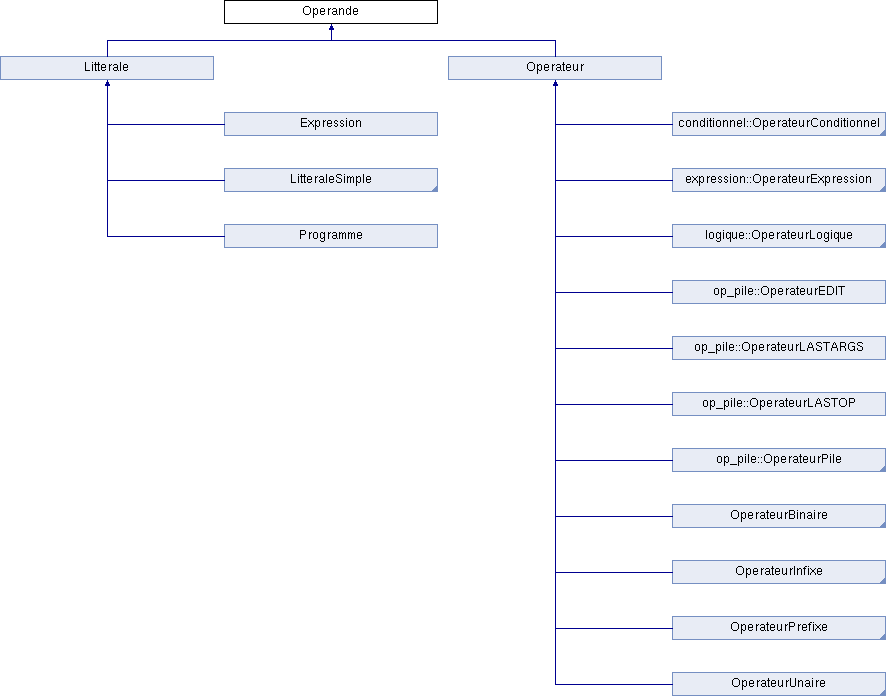 Operande
Litterale
Operateur
Expression
conditionnel::OperateurConditionnel
LitteraleSimple
expression::OperateurExpression
Programme
logique::OperateurLogique
op_pile::OperateurEDIT
op_pile::OperateurLASTARGS
op_pile::OperateurLASTOP
op_pile::OperateurPile
OperateurBinaire
OperateurInfixe
OperateurPrefixe
OperateurUnaire